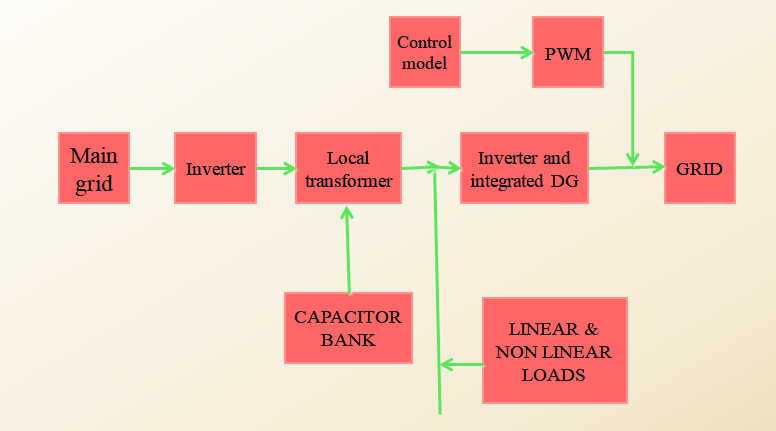 Control
model
PWM
Main
grid
Inverter
Local
transformer
Inverter and
integrated DG
GRID
CAPACITOR
BANK
LINEAR &
NON LINEAR
LOADS